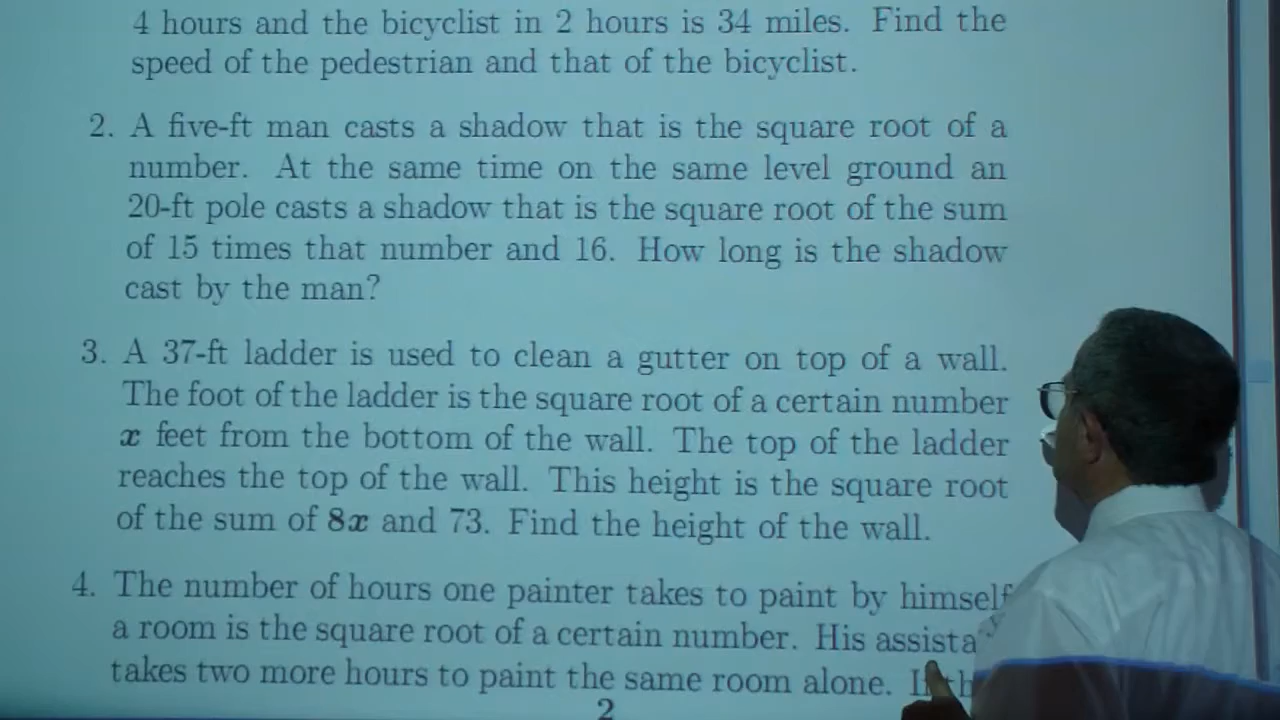 4 hours and the bicyclist in 2 hours is 34 miles. Find the
speed of the pedestrian and that of the bicyclist.
2. A five-ft man casts a shadow that is the square root of a
number. At the same time on the same level ground an
20-ft pole casts a shadow that is the square root of the sum
of 15 times that number and 16. How long is the shadow
cast by the man?
3. A 37-ft ladder is used to clean a gutter on top of a wall.
The foot of the ladder is the square root of a certain number
x feet from the bottom of the wall. The top of the ladder
reaches the top of the wall. This height is the square root
of the sum of 8x and 73. Find the height of the wall.
4. The number of hours one painter takes to paint by himself
a room is the square root of a certain number. His assista
takes two more hours to paint the same room alone.
2